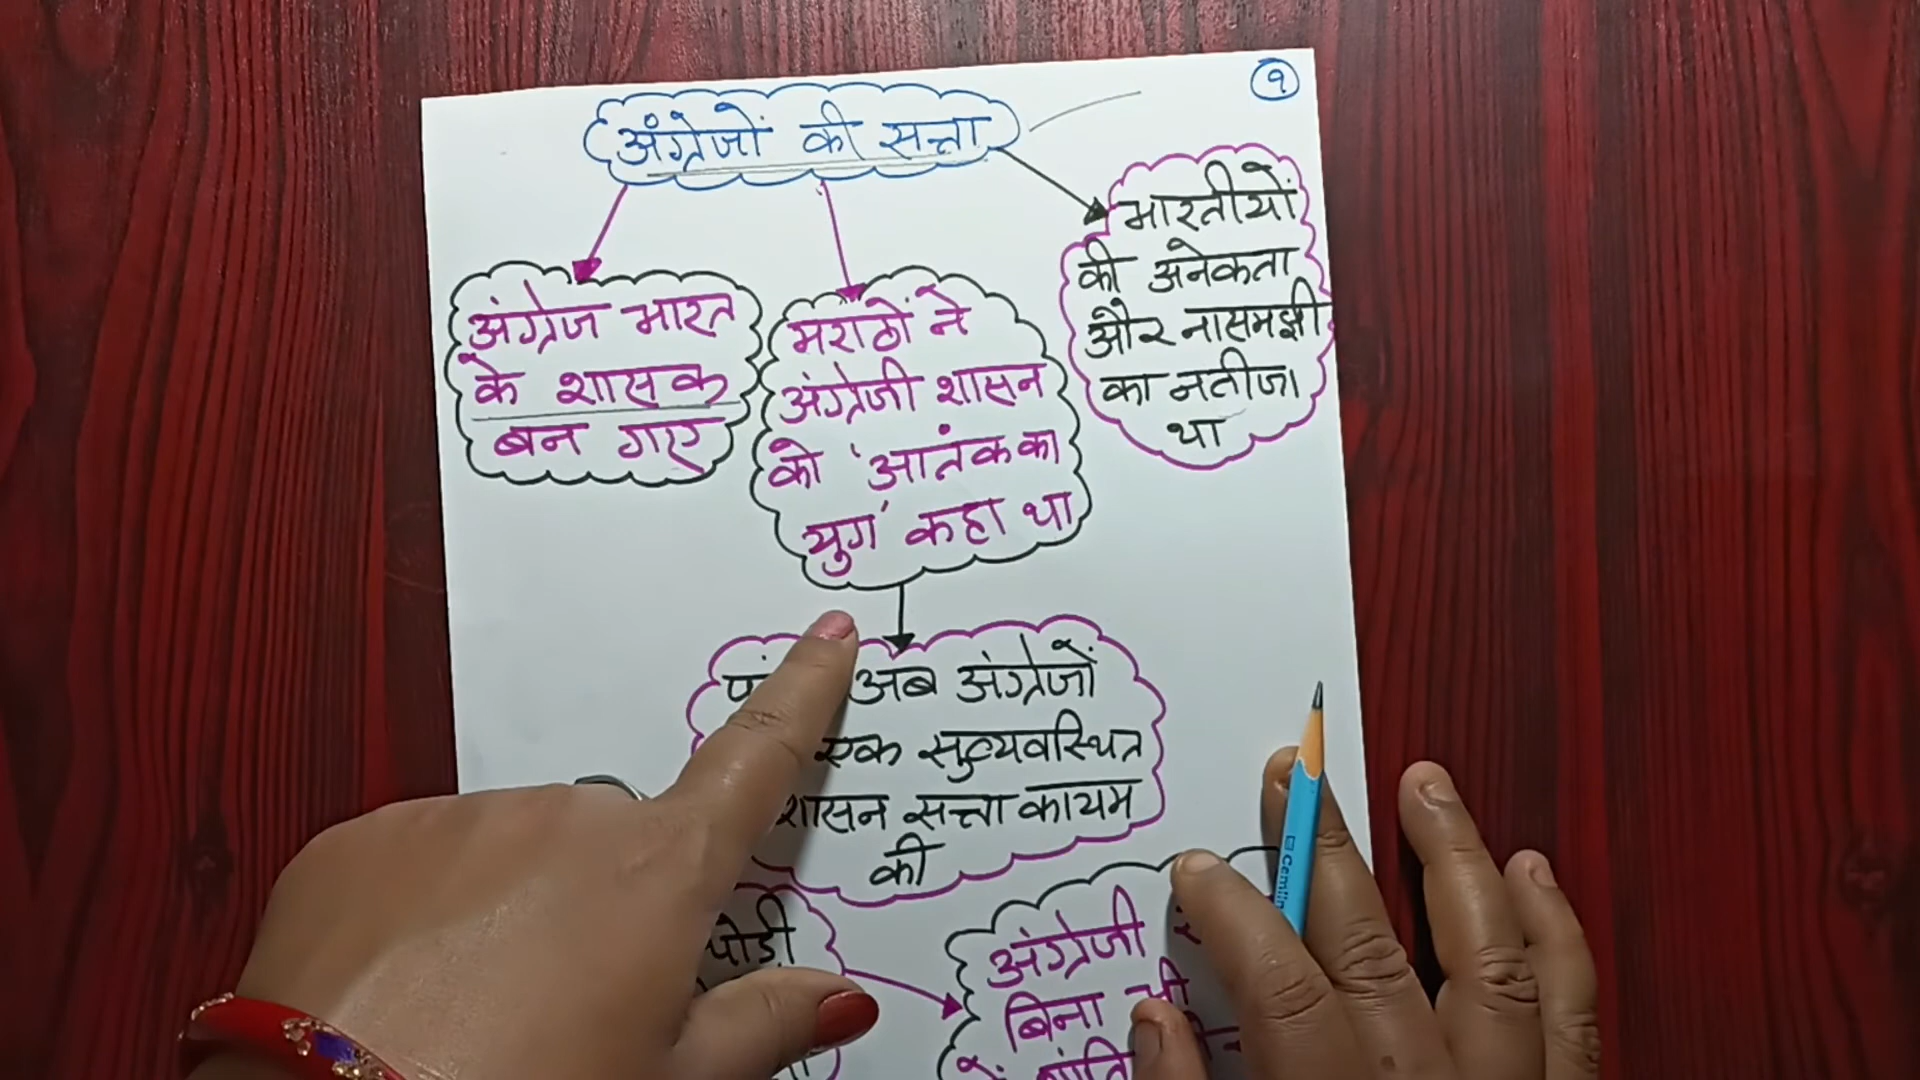 १
अंग्रेजों की सत्ता
अंग्रेज भारत
के शासक
बन गए
मराठों ने
अंग्रेजी शासन
को 'आतंक का
युग' कहा था
भारतीयों
की अनेकता
और नासमझी
का नतीजा
था
अब अंग्रेजों
एक सुव्यवस्थित
शासन सत्ता कायम
की
अंग्रेजी
बिना